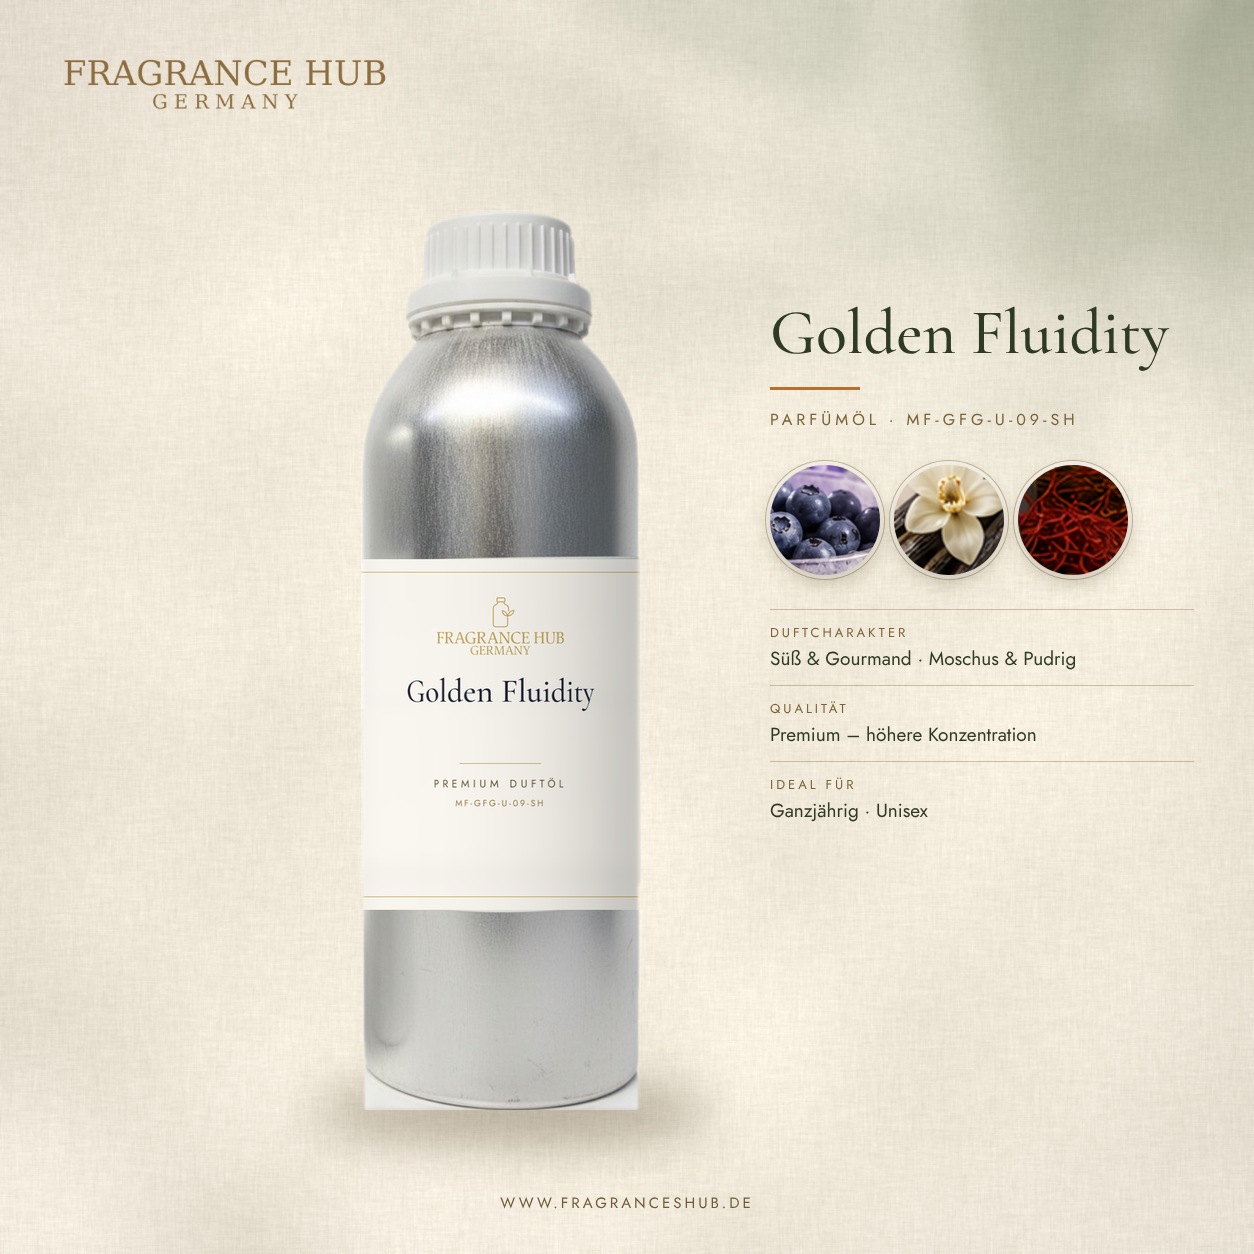 FRAGRANCE HUB
GERMANY
Golden Fluidity
PARFÜMÖL · MF-GFG-U-09-SH
DUFTCHARAKTER
Süß & Gourmand · Moschus & Pudrig
QUALITÄT
Premium – höhere Konzentration
IDEAL FÜR
Ganzjährig · Unisex
FRAGRANCE HUB
GERMANY
Golden Fluidity
PREMIUM DUFTÖL
MF-GFG-U-09-SH
WWW.FRAGRANCESHUB.DE